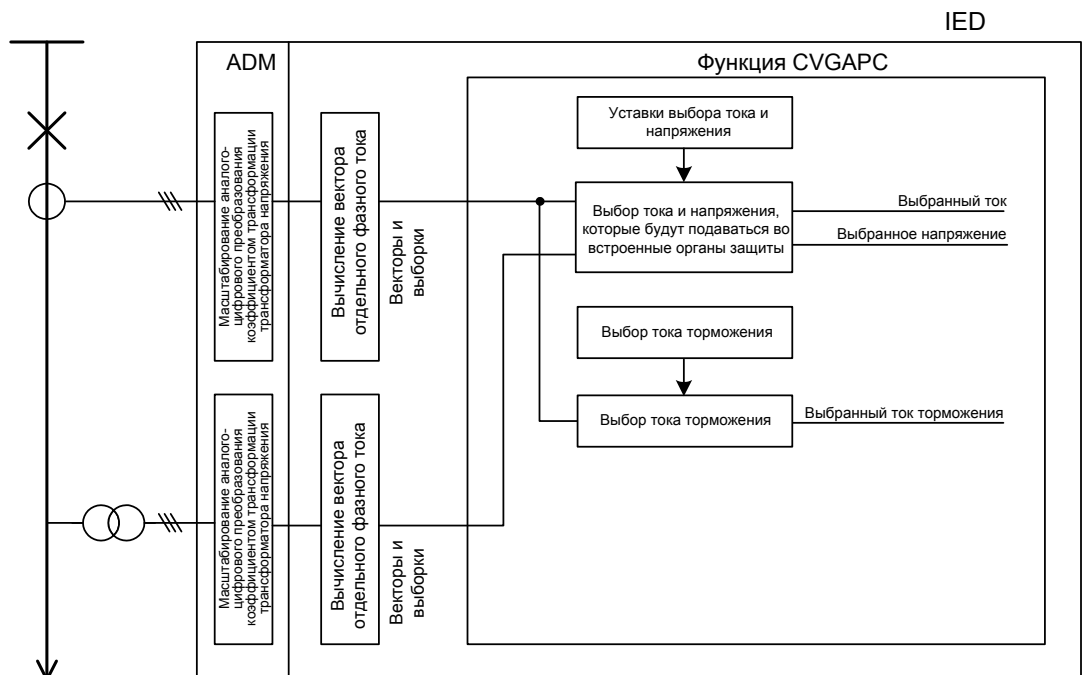 IED
ADM
Функция CVGAPC
Масштабирование аналого-
цифрового преобразования
коэффициентом трансформации
трансформатора напряжения
Вычисление вектора
отдельного фазного тока
Векторы и
выборки
Уставки выбора тока и
напряжения
Выбор тока и напряжения,
которые будут подаваться во
встроенные органы защиты
Выбранный ток
Выбранное напряжение
Выбор тока торможения
Выбор тока торможения
Выбранный ток торможения
Масштабирование аналого-
цифрового преобразования
коэффициентом трансформации
трансформатора напряжения
Вычисление вектора
отдельного фазного тока
Векторы и
выборки